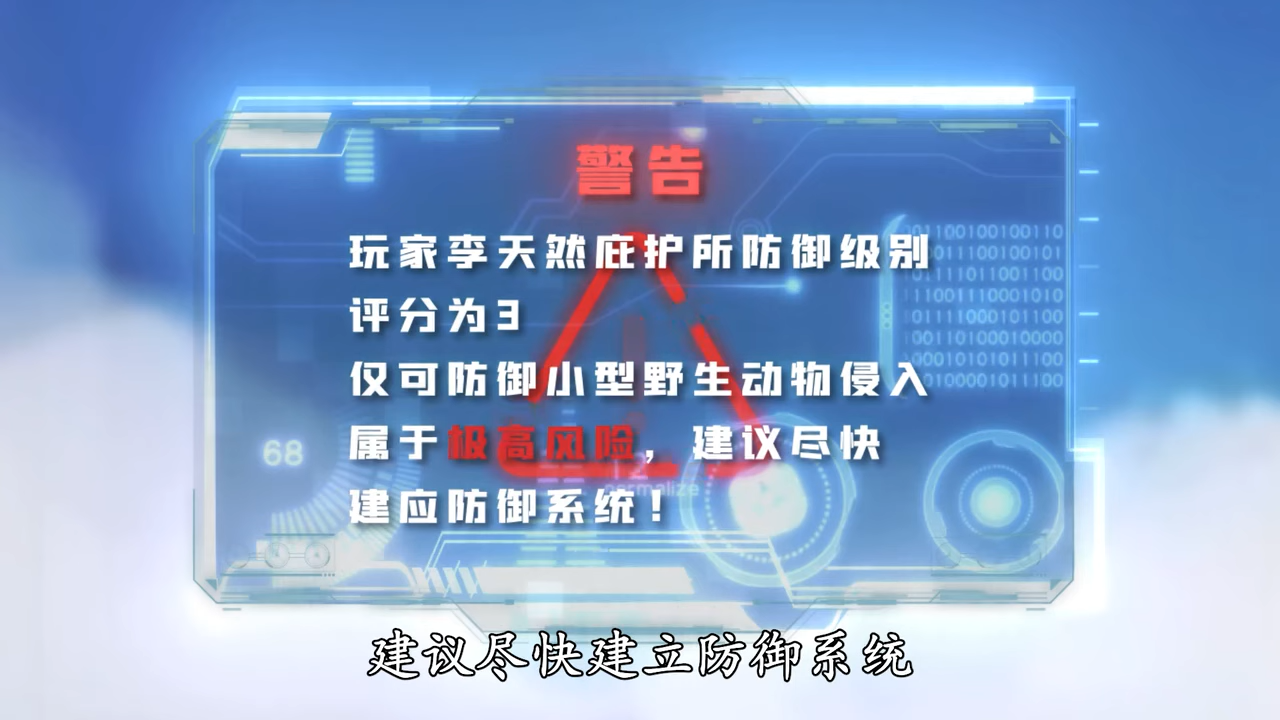 警告
玩家李天然庇护所防御级别
评分为3
仅可防御小型野生动物侵入
属于极高风险，建议尽快
建应防御系统！
68
normalize
建议尽快建立防御系统